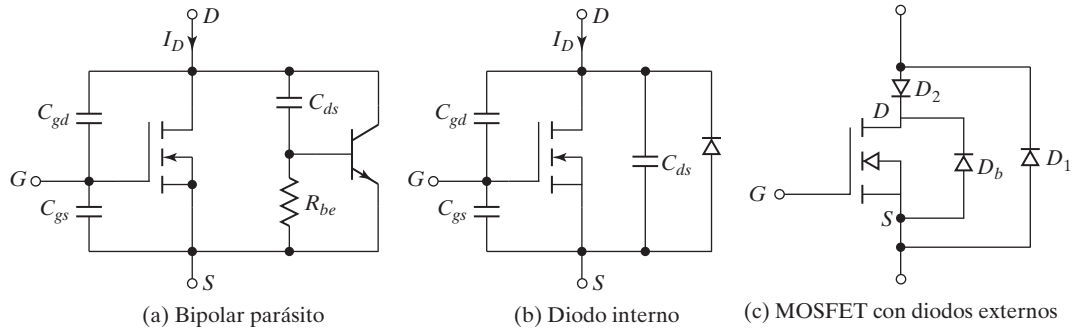 D
I_D
C_gd
C_ds
G
C_gs
R_be
S
(a) Bipolar parásito
D
I_D
C_gd
C_ds
G
C_gs
S
(b) Diodo interno
D_2
D
D_b
D_1
G
S
(c) MOSFET con diodos externos